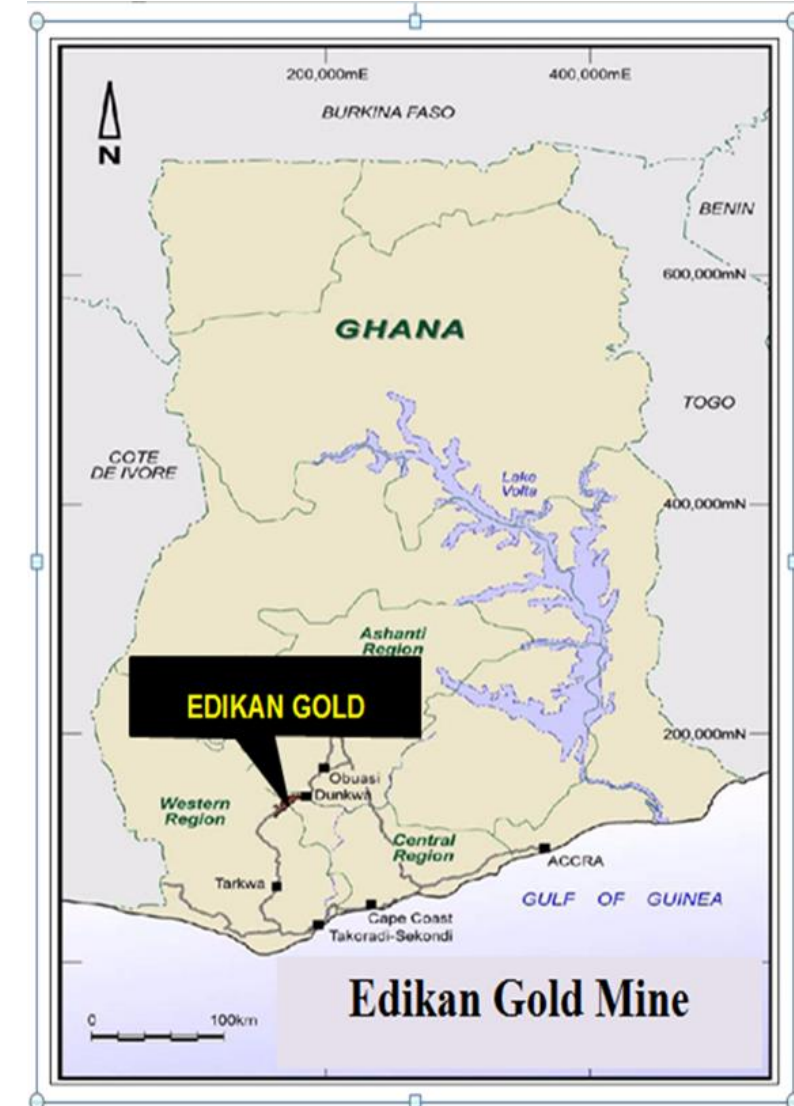 200,000mE
400,000mE
BURKINA FASO
N
BENIN
600,000mN
GHANA
TOGO
COTE
DE IVORE
Lake
Volta
400,000mN
Ashanti
Region
EDIKAN GOLD
200,000mN
Obuasi
Dunkwa
Western
Region
Central
Region
ACCRA
Tarkwa
GULF OF GUINEA
Cape Coast
Takoradi-Sekondi
Edikan Gold Mine
0
100km